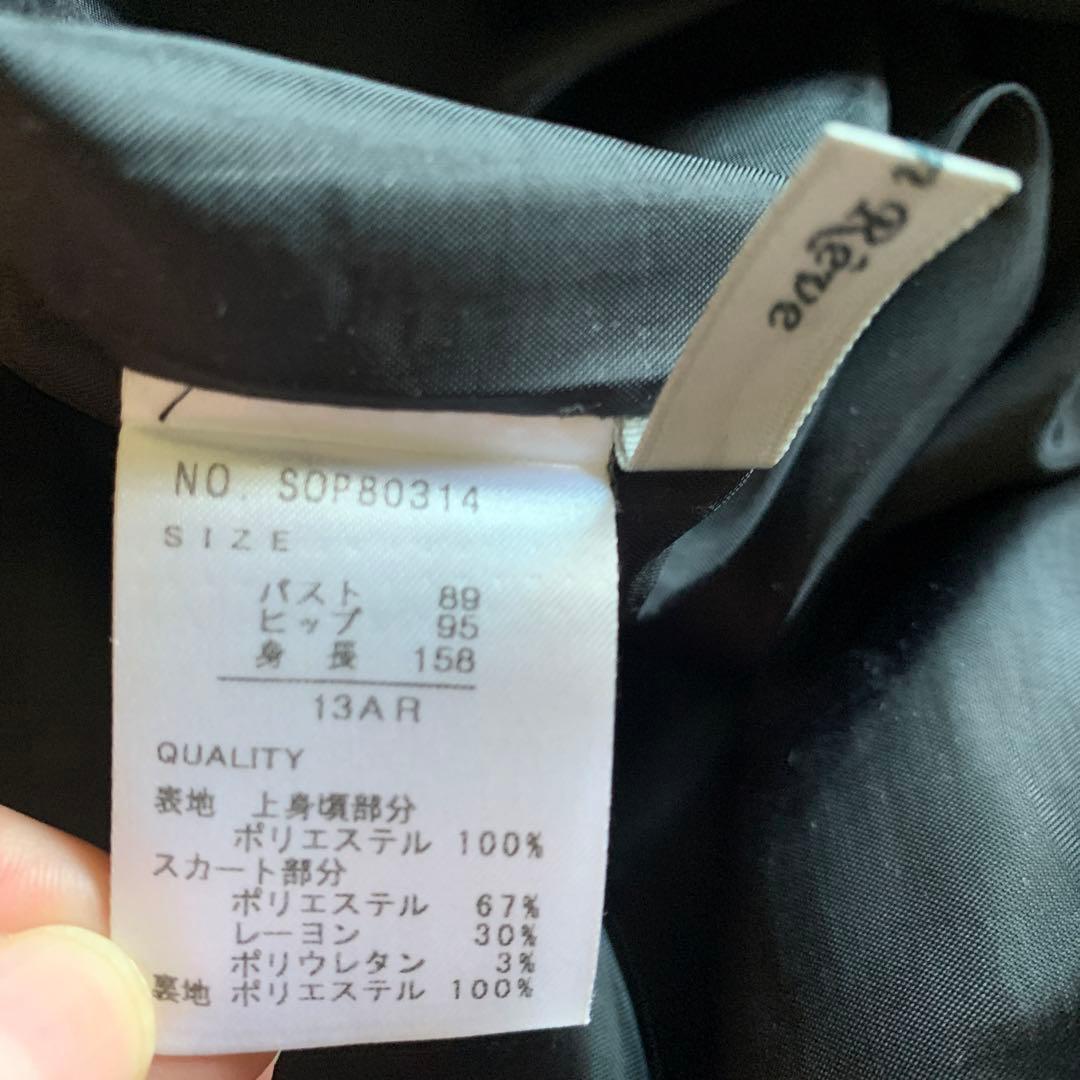 Rêve
NO. SOP80314
SIZE
バスト 89
ヒップ 95
身長 158
13AR
QUALITY
表地 上身頃部分
ポリエステル 100%
スカート部分
ポリエステル 67%
レーヨン 30%
ポリウレタン 3%
裏地 ポリエステル 100%